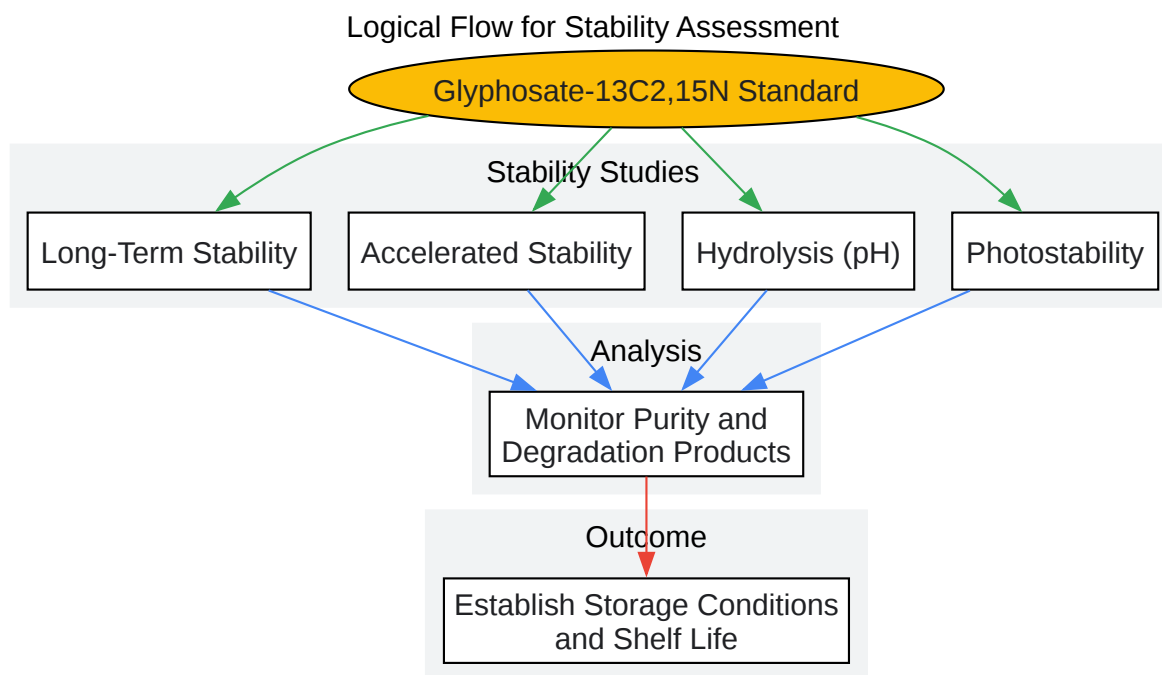 Logical Flow for Stability Assessment
Glyphosate-13C2,15N Standard
Stability Studies
Long-Term Stability
Accelerated Stability
Hydrolysis (pH)
Photostability
Analysis
Monitor Purity and
Degradation Products
Outcome
Establish Storage Conditions
and Shelf Life